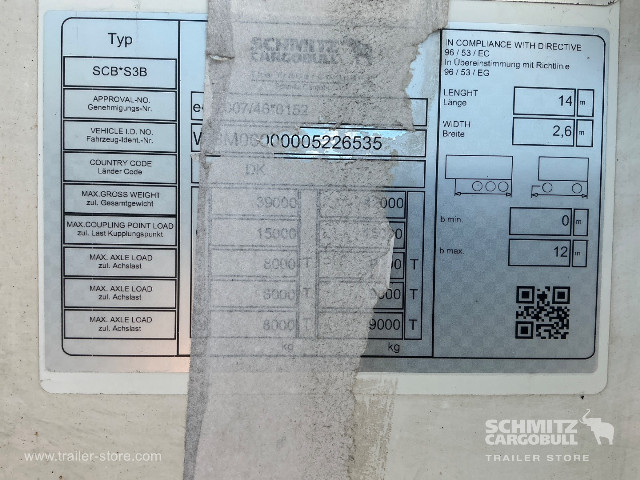 Typ
SCB*S3B
APPROVAL-NO.
Genehmigungs-Nr.
VEHICLE I.D. NO.
Fahrzeug-Ident.-Nr.
COUNTRY CODE
Länder Code
DK
MAX.GROSS WEIGHT
zul. Gesamtgewicht
39000
MAX.COUPLING POINT LOAD
zul. Last Kupplungspunkt
15000
MAX. AXLE LOAD
zul. Achslast
8000 T
MAX. AXLE LOAD
zul. Achslast
8000 T
MAX. AXLE LOAD
zul. Achslast
8000 T 9000 T
kg kg
SCHMITZ
CARGOBULL
IN COMPLIANCE WITH DIRECTIVE
96 / 53 / EC
In Übereinstimmung mit Richtlinie
96 / 53 / EG
LENGHT
Länge
14 m
WIDTH
Breite
2,6 m
b min. 0 m
b max. 12 m
www.trailer-store.com
SCHMITZ
CARGOBULL
TRAILER STORE